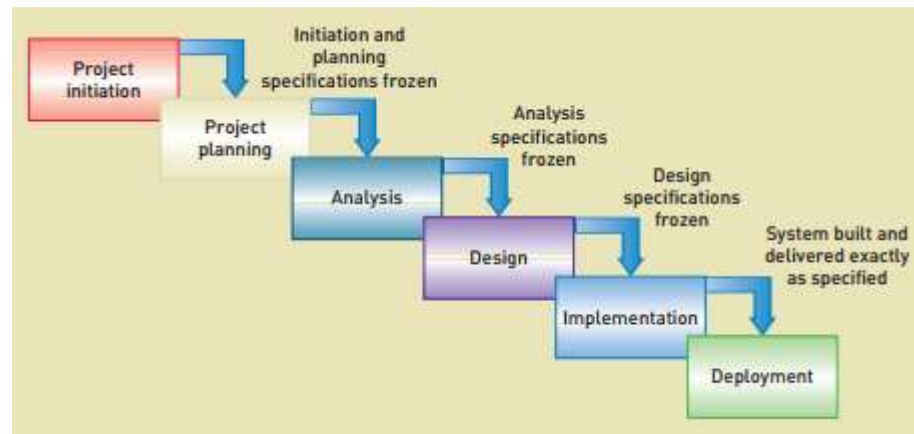 Project
initiation
Initiation and
planning
specifications frozen
Project
planning
Analysis
specifications
frozen
Analysis
Design
specifications
frozen
Design
System built and
delivered exactly
as specified
Implementation
Deployment